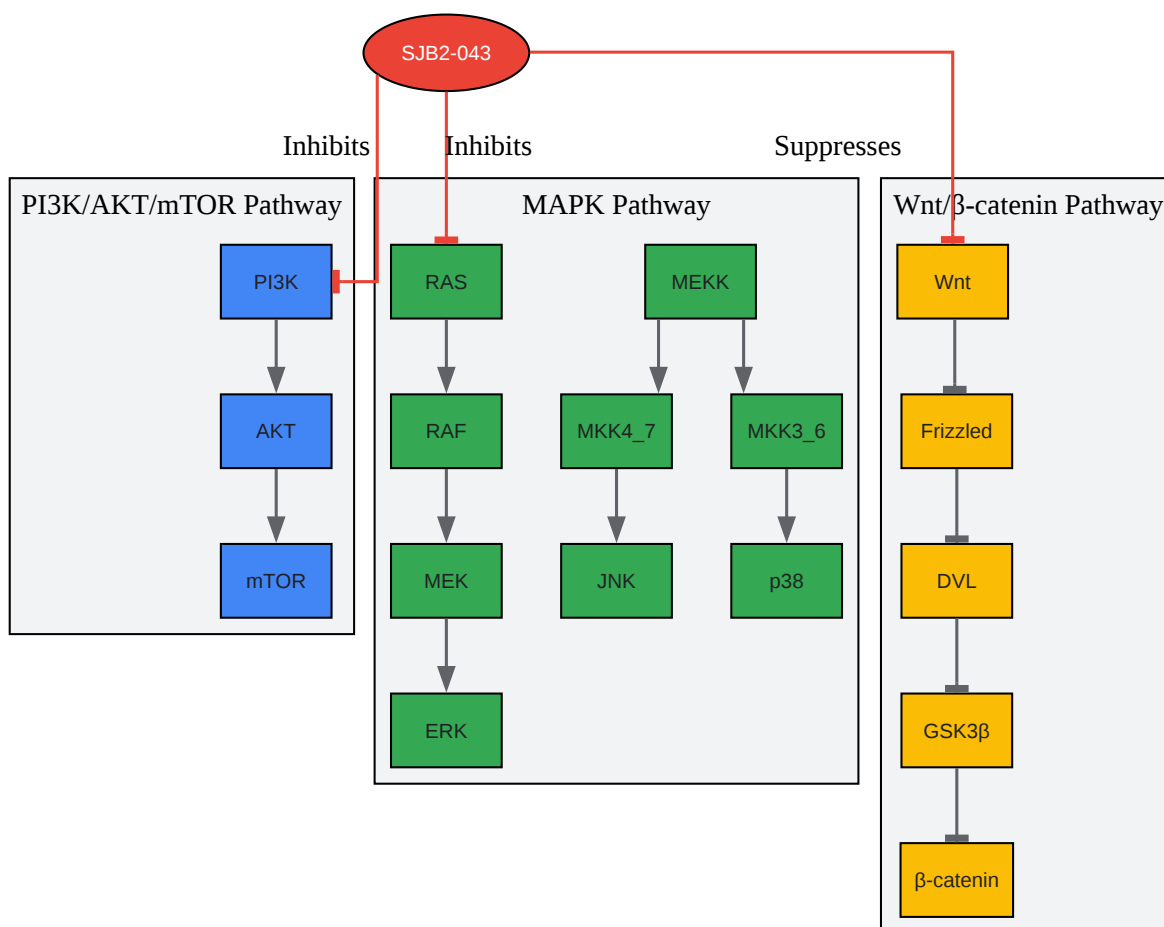 SJB2-043
Inhibits
Inhibits
Suppresses
PI3K/AKT/mTOR Pathway
MAPK Pathway
Wnt/β-catenin Pathway
PI3K
RAS
MEKK
Wnt
AKT
RAF
MKK4_7
MKK3_6
Frizzled
mTOR
MEK
JNK
p38
DVL
ERK
GSK3β
β-catenin